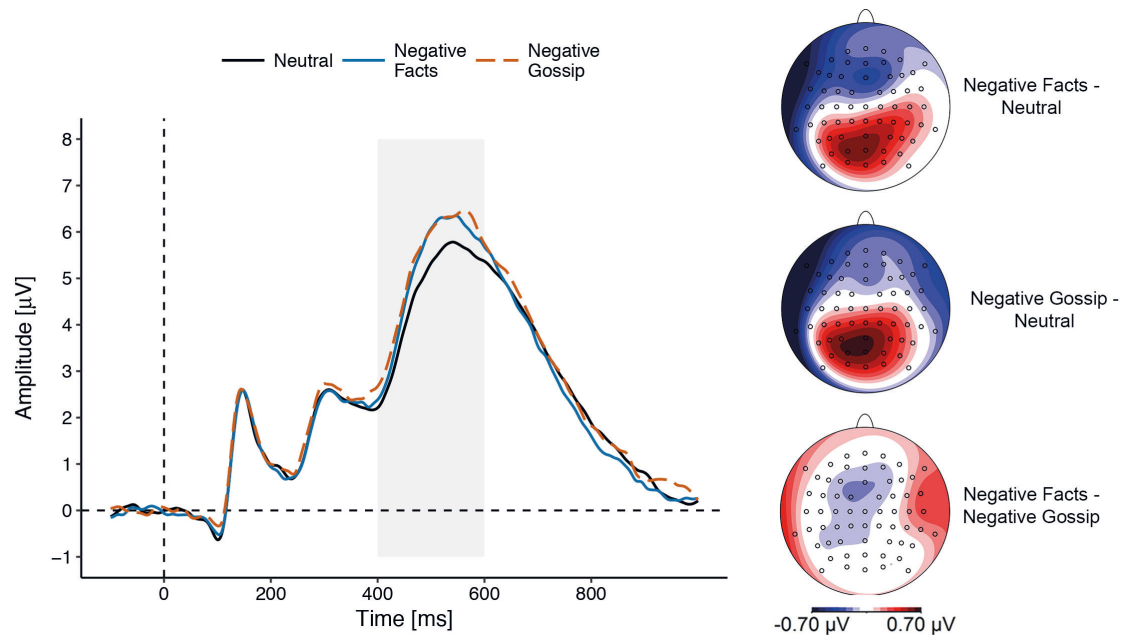 Neutral
Negative
Facts
Negative
Gossip
Amplitude [μV]
8
7
6
5
4
3
2
1
0
−1
0
200
400
600
800
Time [ms]
Negative Facts -
Neutral
Negative Gossip -
Neutral
Negative Facts -
Negative Gossip
-0.70 μV
0.70 μV